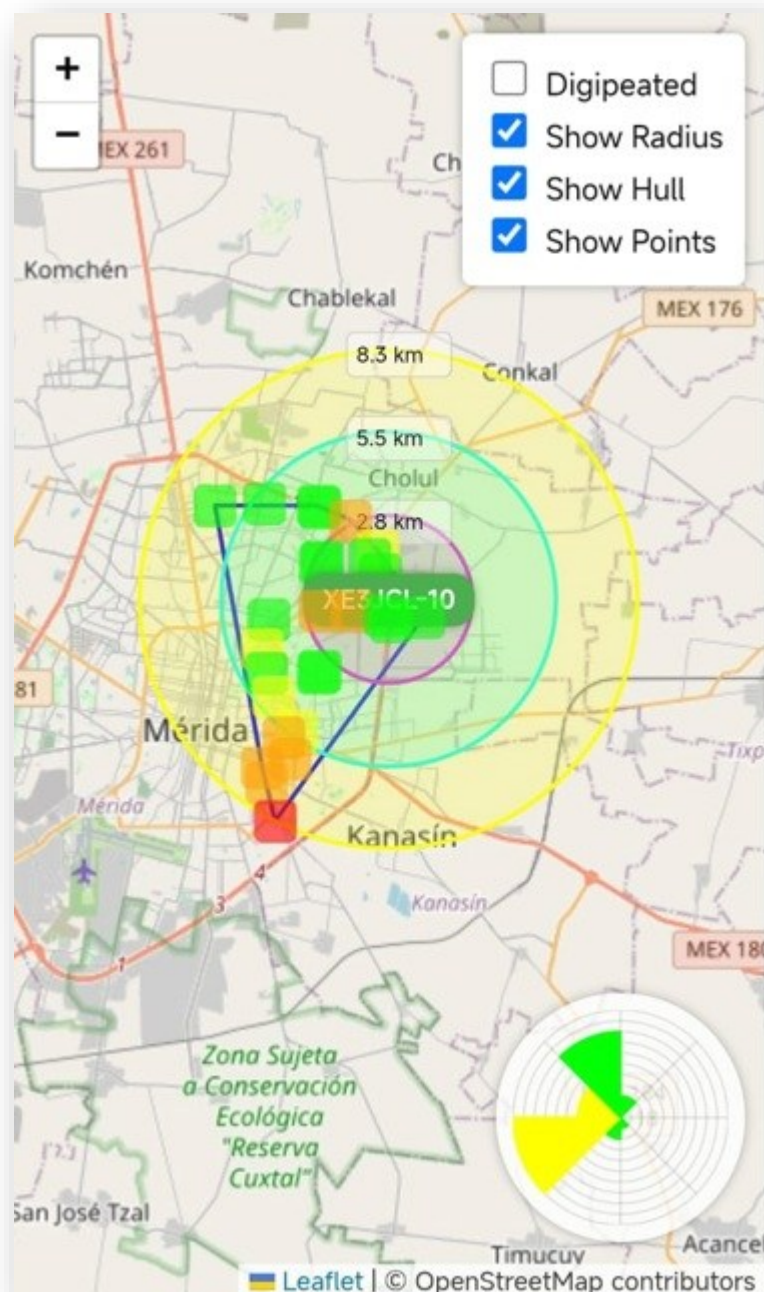 +
−
Digipeated
Show Radius
Show Hull
Show Points
MEX 261
Ch
Komchén
Chablekal
MEX 176
8.3 km
Conkal
5.5 km
Cholul
2.8 km
XE3JCL-10
81
Mérida
Tixp
Mérida
Kanasín
4
Kanasín
3
1
MEX 180
Zona Sujeta
a Conservación
Ecológica
"Reserva
Cuxtal"
San José Tzal
Timucuy
Acancel
Leaflet | © OpenStreetMap contributors